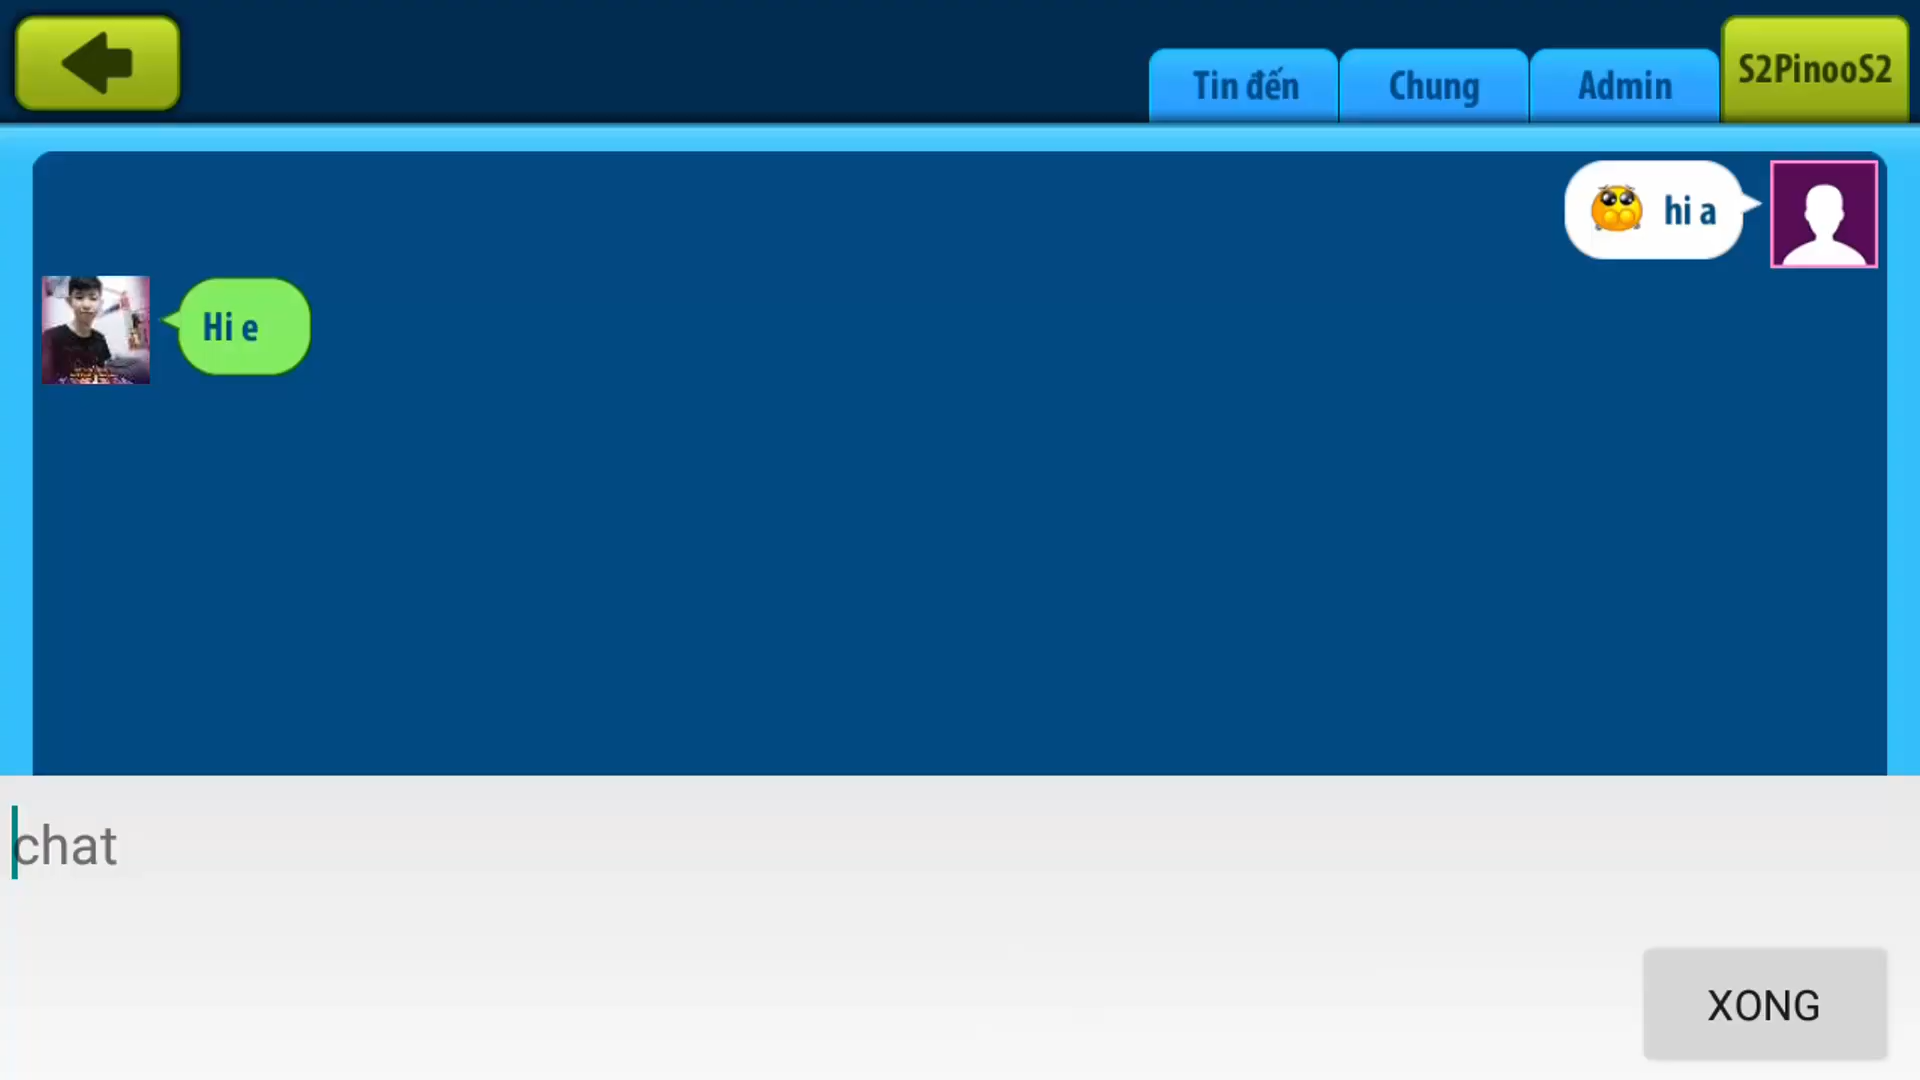 Tin đến
Chung
Admin
S2PinooS2
hi a
Hi e
chat
XONG